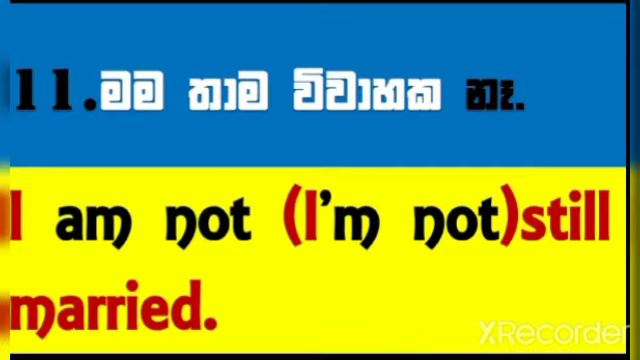 11.මම තාම විවාහක නෑ.
I am not (I'm not)still
married.
XRecorder